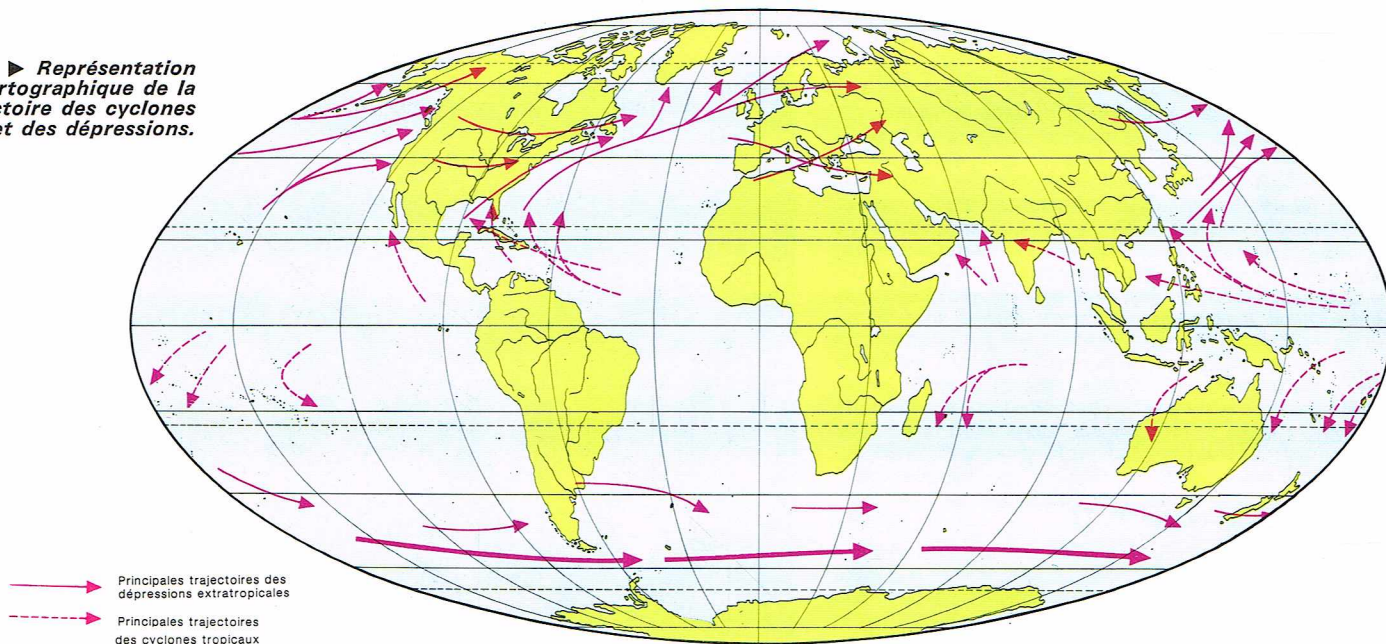 ► Représentation
rtographique de la
ctoire des cyclones
et des dépressions.
Principales trajectoires des
dépressions extratropicales
Principales trajectoires
des cyclones tropicaux